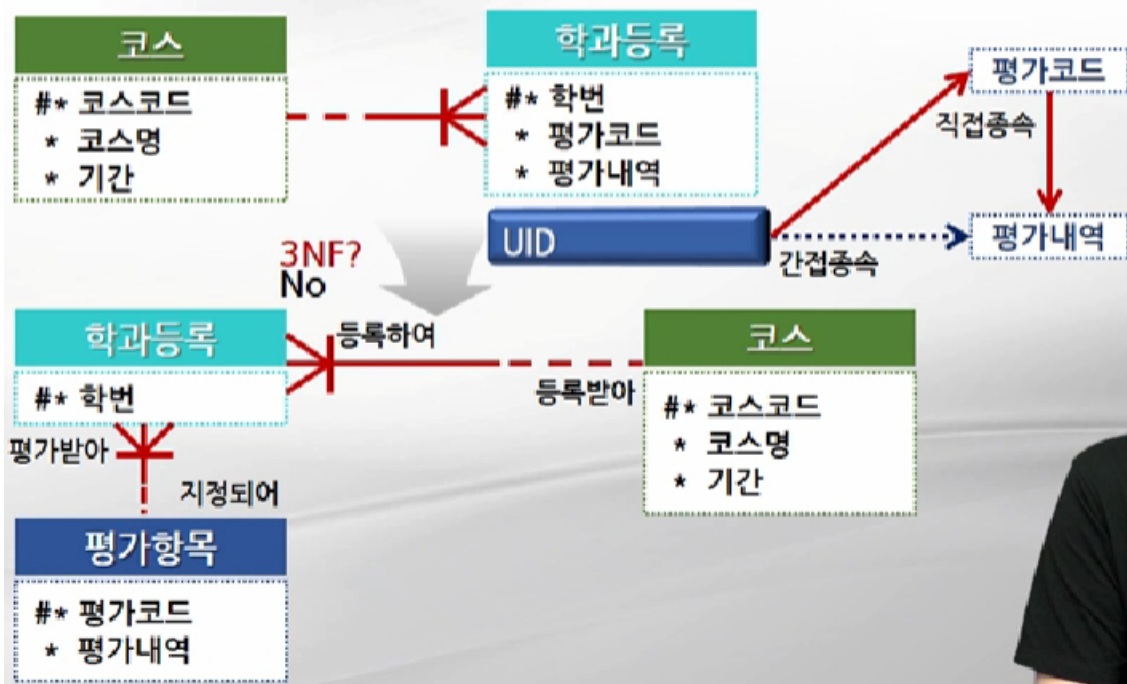 코스
#* 코스코드
* 코스명
* 기간
학과등록
#* 학번
* 평가코드
* 평가내역
UID
평가코드
직접종속
평가내역
간접종속
3NF?
No
학과등록
#* 학번
등록하여
등록받아
코스
#* 코스코드
* 코스명
* 기간
평가받아
지정되어
평가항목
#* 평가코드
* 평가내역